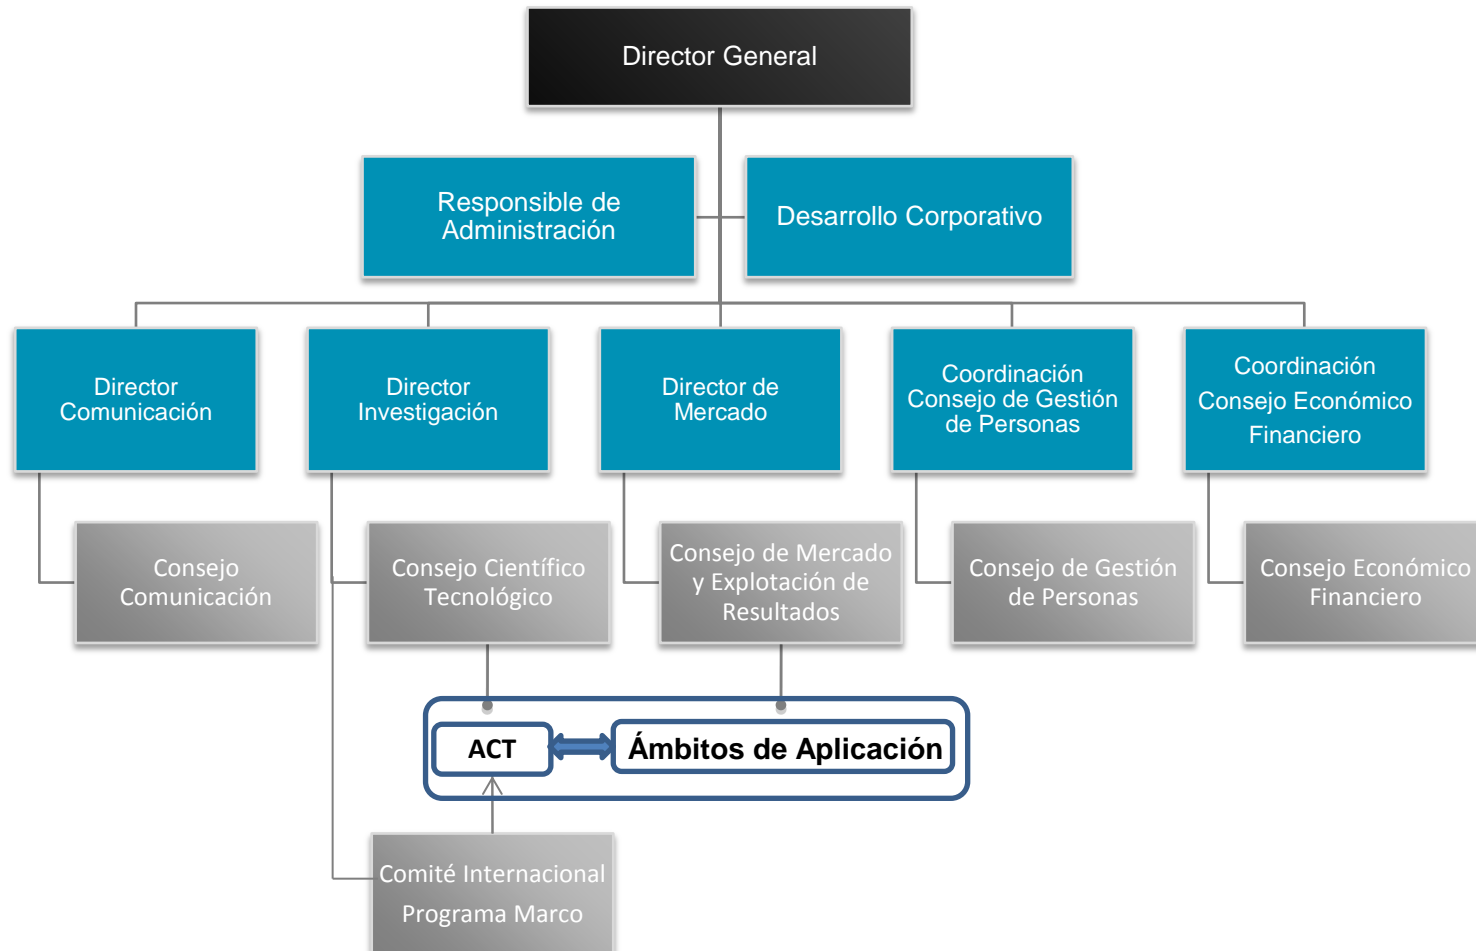 Director General
Responsible de
Administración
Desarrollo Corporativo
Director
Comunicación
Director
Investigación
Director de
Mercado
Coordinación
Consejo de Gestión
de Personas
Coordinación
Consejo Económico
Financiero
Consejo
Comunicación
Consejo Científico
Tecnológico
Consejo de Mercado
y Explotación de
Resultados
Consejo de Gestión
de Personas
Consejo Económico
Financiero
ACT
Ámbitos de Aplicación
Comité Internacional
Programa Marco